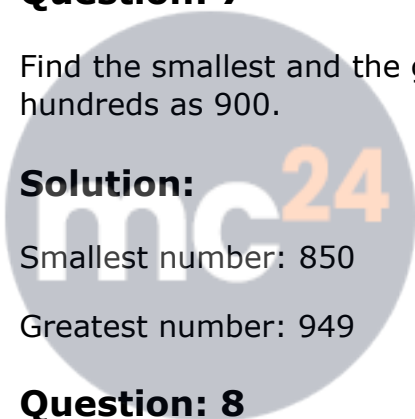 Question: 7
Find the smallest and the
hundreds as 900.
Solution:
mc24
Smallest number: 850
Greatest number: 949
Question: 8